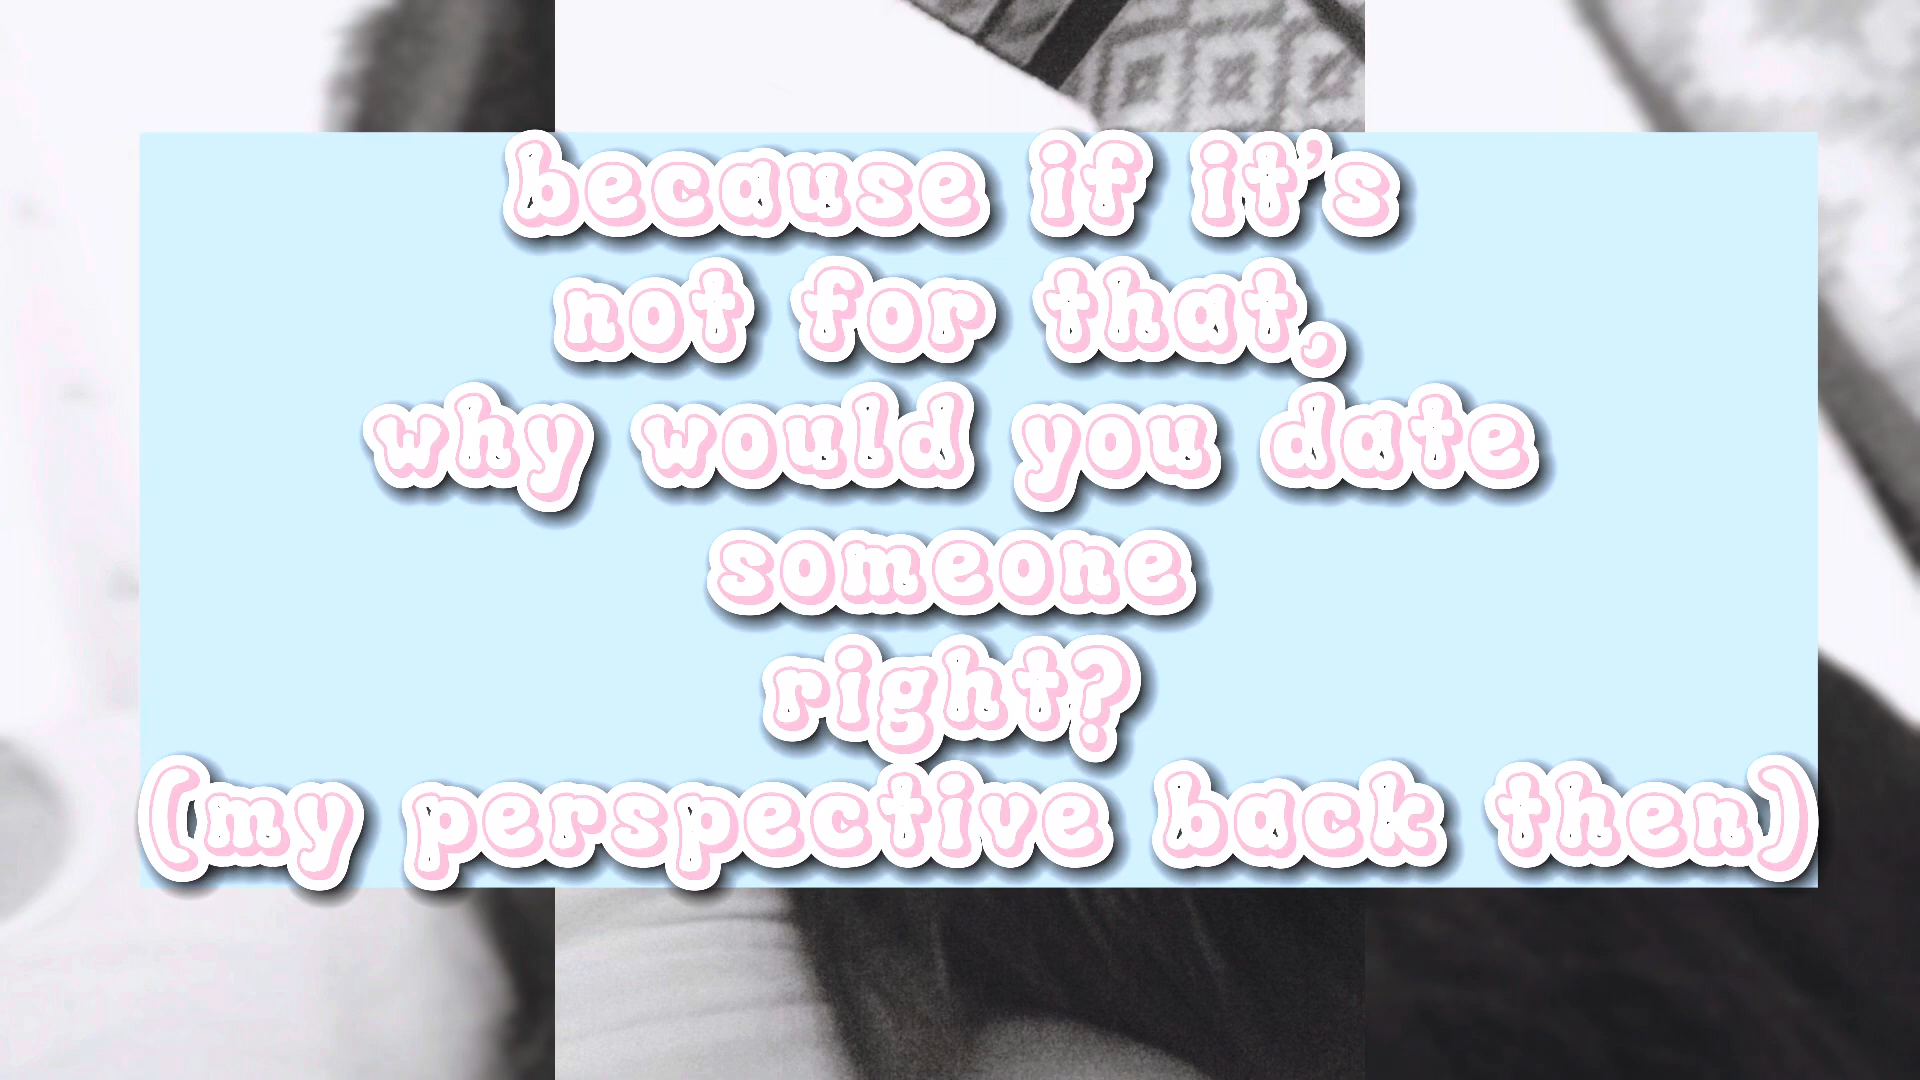 because if it's
not for that,
why would you date
someone
right?
(my perspective back then)